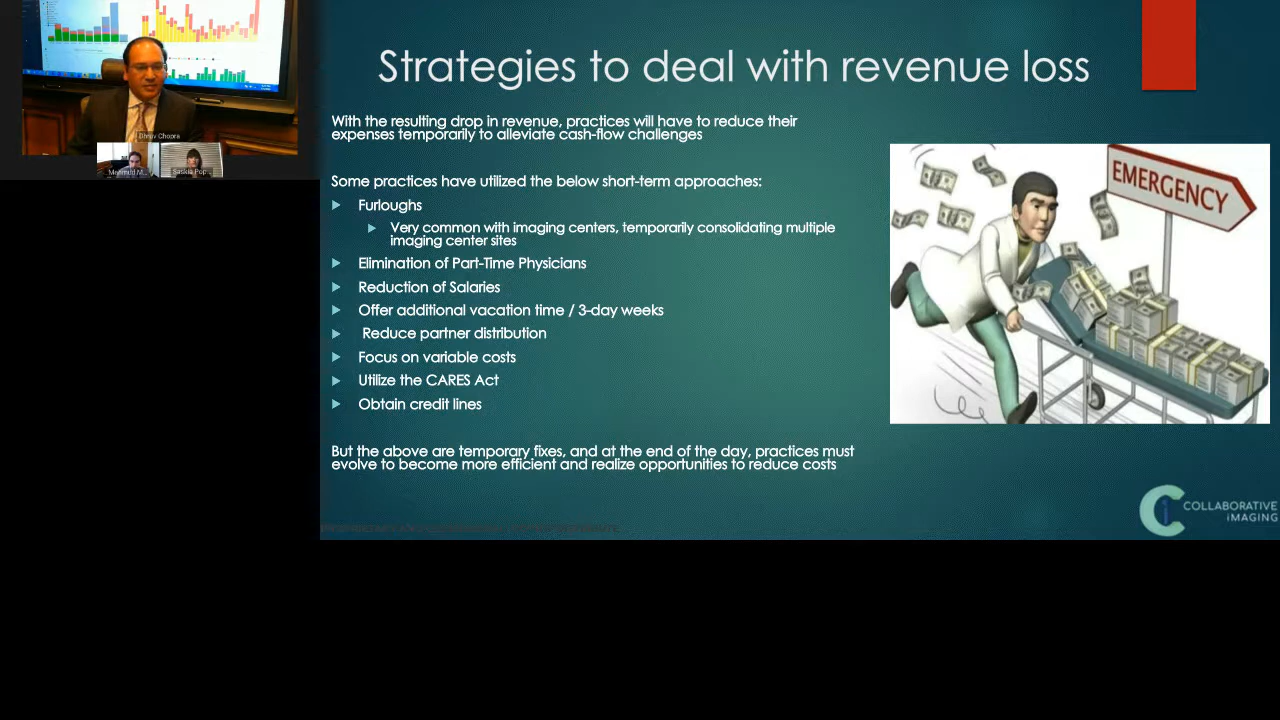 Strategies to deal with revenue loss
With the resulting drop in revenue, practices will have to reduce their
expenses temporarily to alleviate cash-flow challenges
Some practices have utilized the below short-term approaches:
Furloughs
Very common with imaging centers, temporarily consolidating multiple
imaging center sites
Elimination of Part-Time Physicians
Reduction of Salaries
Offer additional vacation time / 3-day weeks
Reduce partner distribution
Focus on variable costs
Utilize the CARES Act
Obtain credit lines
But the above are temporary fixes, and at the end of the day, practices must
evolve to become more efficient and realize opportunities to reduce costs
EMERGENCY
COLLABORATIVE
iMAGING
Dhruv Chopra
Saskia Pop...